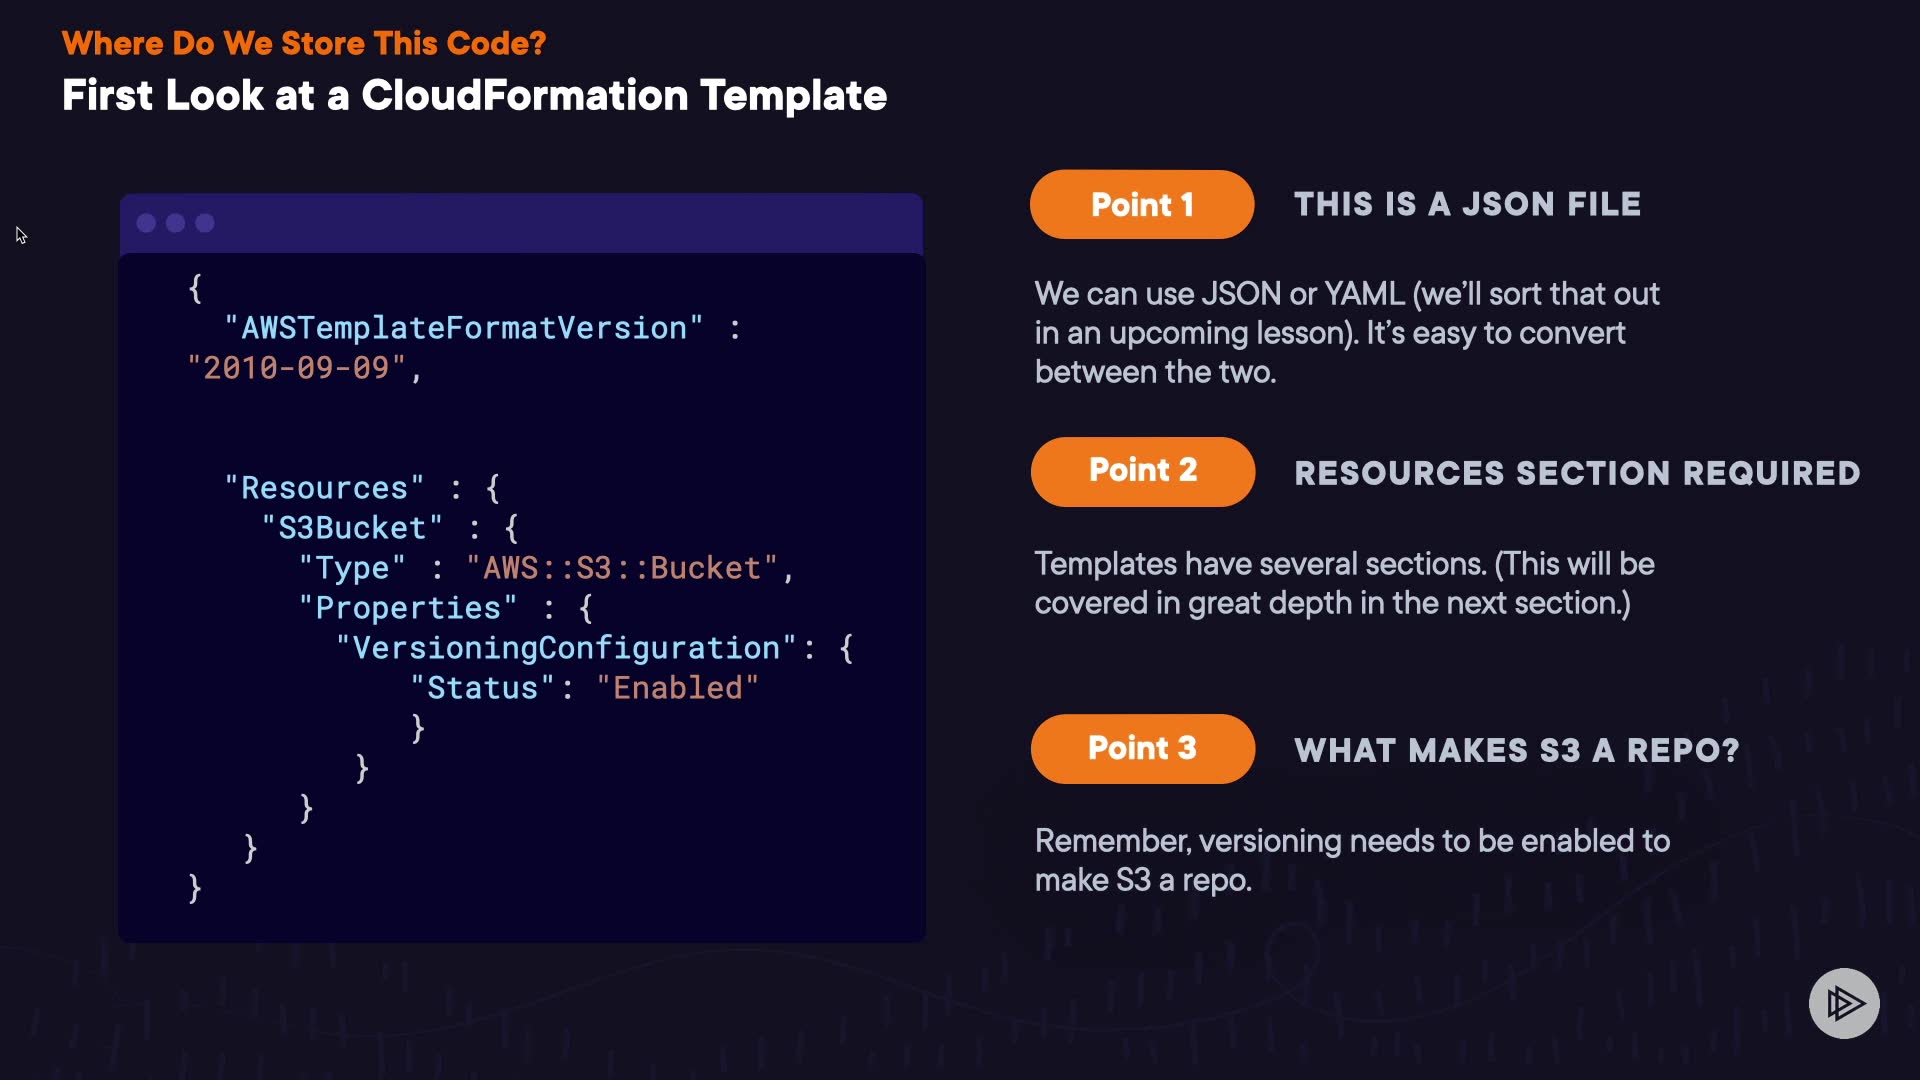 Where Do We Store This Code?
First Look at a CloudFormation Template
{
"AWSTemplateFormatVersion" :
"2010-09-09",
"Resources" : {
"S3Bucket" : {
"Type" : "AWS::S3::Bucket",
"Properties" : {
"VersioningConfiguration": {
"Status": "Enabled"
}
}
}
}
}
Point 1
THIS IS A JSON FILE
We can use JSON or YAML (we’ll sort that out
in an upcoming lesson). It’s easy to convert
between the two.
Point 2
RESOURCES SECTION REQUIRED
Templates have several sections. (This will be
covered in great depth in the next section.)
Point 3
WHAT MAKES S3 A REPO?
Remember, versioning needs to be enabled to
make S3 a repo.